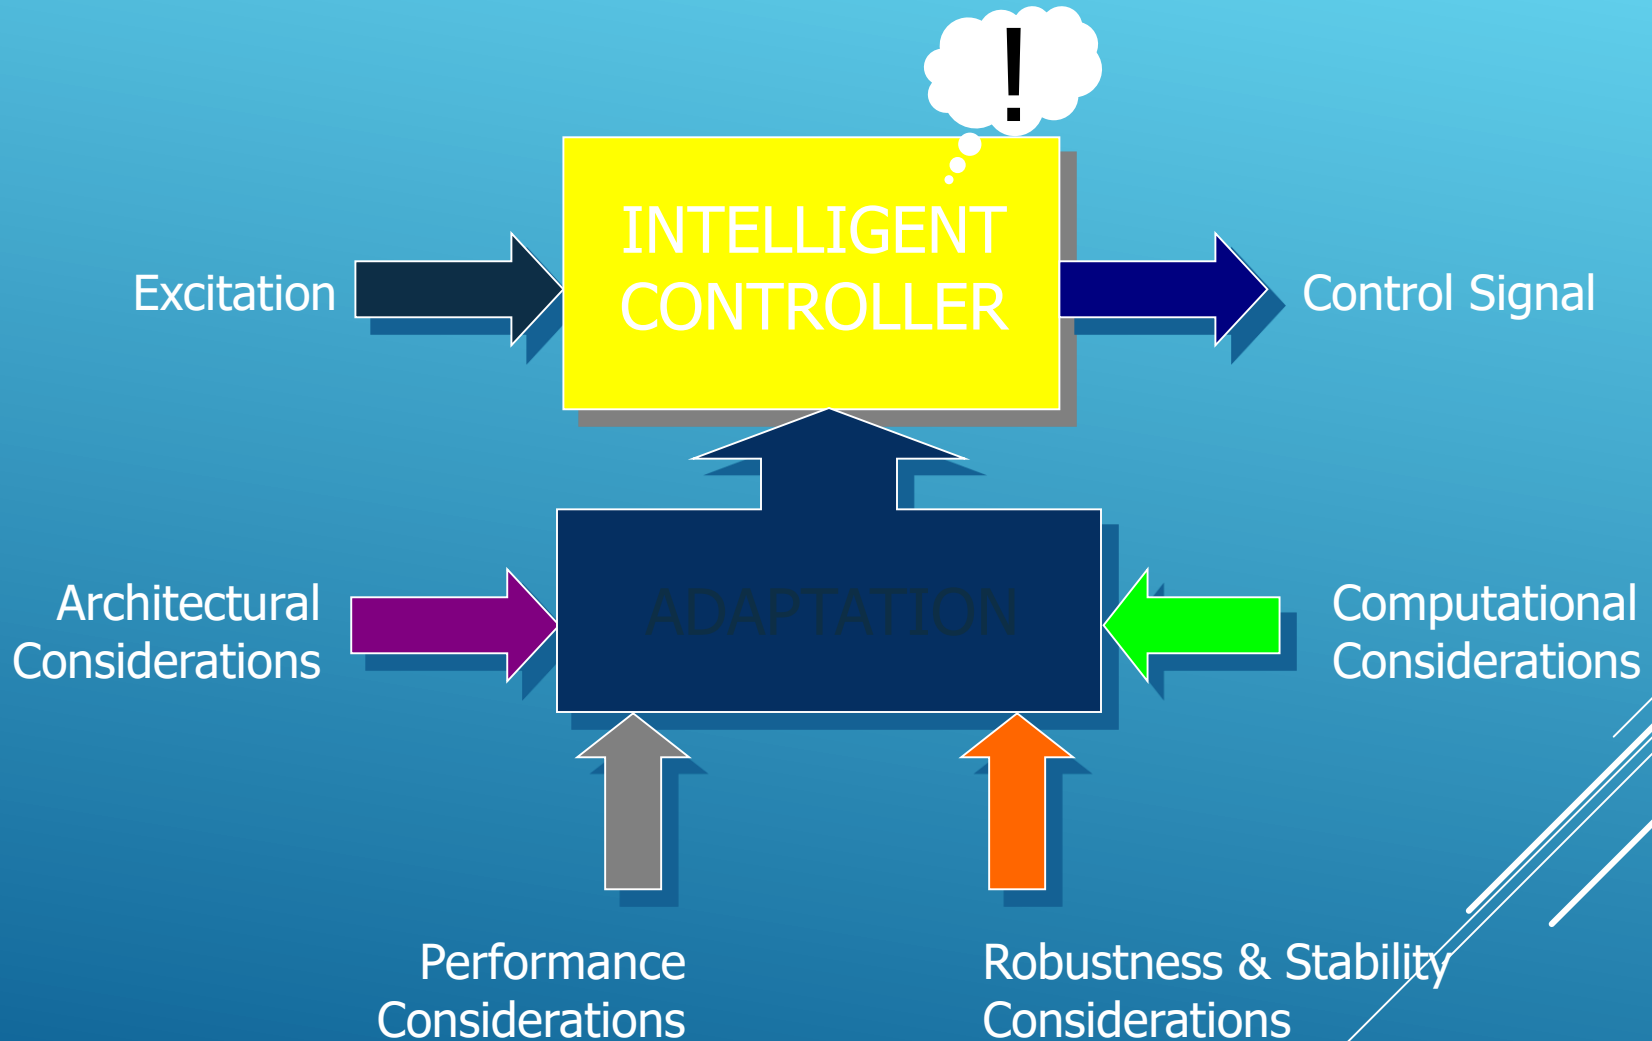 !
INTELLIGENT
CONTROLLER
Excitation
Control Signal
ADAPTATION
Architectural
Considerations
Computational
Considerations
Performance
Considerations
Robustness & Stability
Considerations